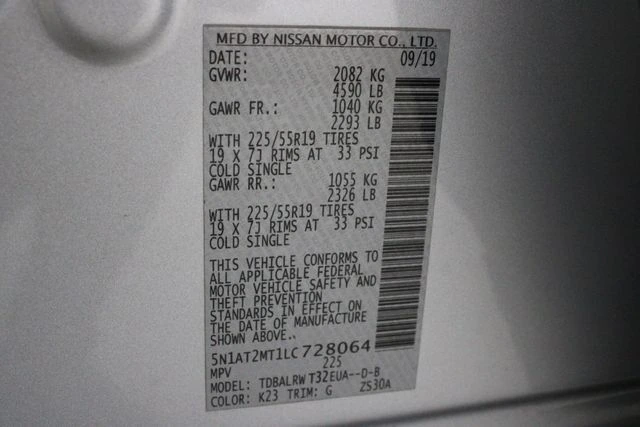 MFD BY NISSAN MOTOR CO., LTD.
DATE: 09/19
GVWR: 2082 KG
4590 LB
GAWR FR.: 1040 KG
2293 LB
WITH 225/55R19 TIRES
19 X 7J RIMS AT 33 PSI
COLD SINGLE
GAWR RR.: 1055 KG
2326 LB
WITH 225/55R19 TIRES
19 X 7J RIMS AT 33 PSI
COLD SINGLE
THIS VEHICLE CONFORMS TO
ALL APPLICABLE FEDERAL
MOTOR VEHICLE SAFETY AND
THEFT PREVENTION
STANDARDS IN EFFECT ON
THE DATE OF MANUFACTURE
SHOWN ABOVE..
5N1AT2MT1LC728064
MPV 225
MODEL: TDBALRWT32EUA--D-B
COLOR: K23 TRIM: G ZS30A